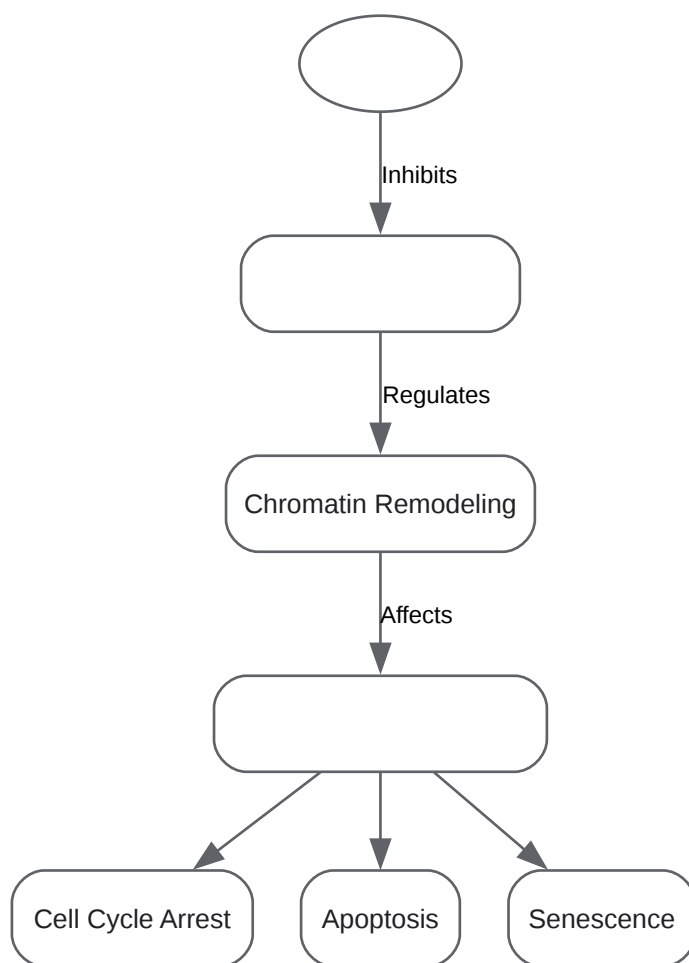 Inhibits
Regulates
Chromatin Remodeling
Affects
Cell Cycle Arrest
Apoptosis
Senescence